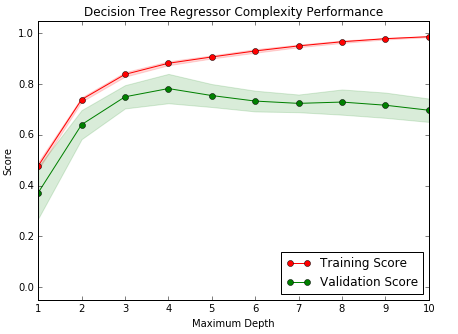 Decision Tree Regressor Complexity Performance
1.0
0.8
0.6
0.4
0.2
0.0
Score
Training Score
Validation Score
1 2 3 4 5 6 7 8 9 10
Maximum Depth